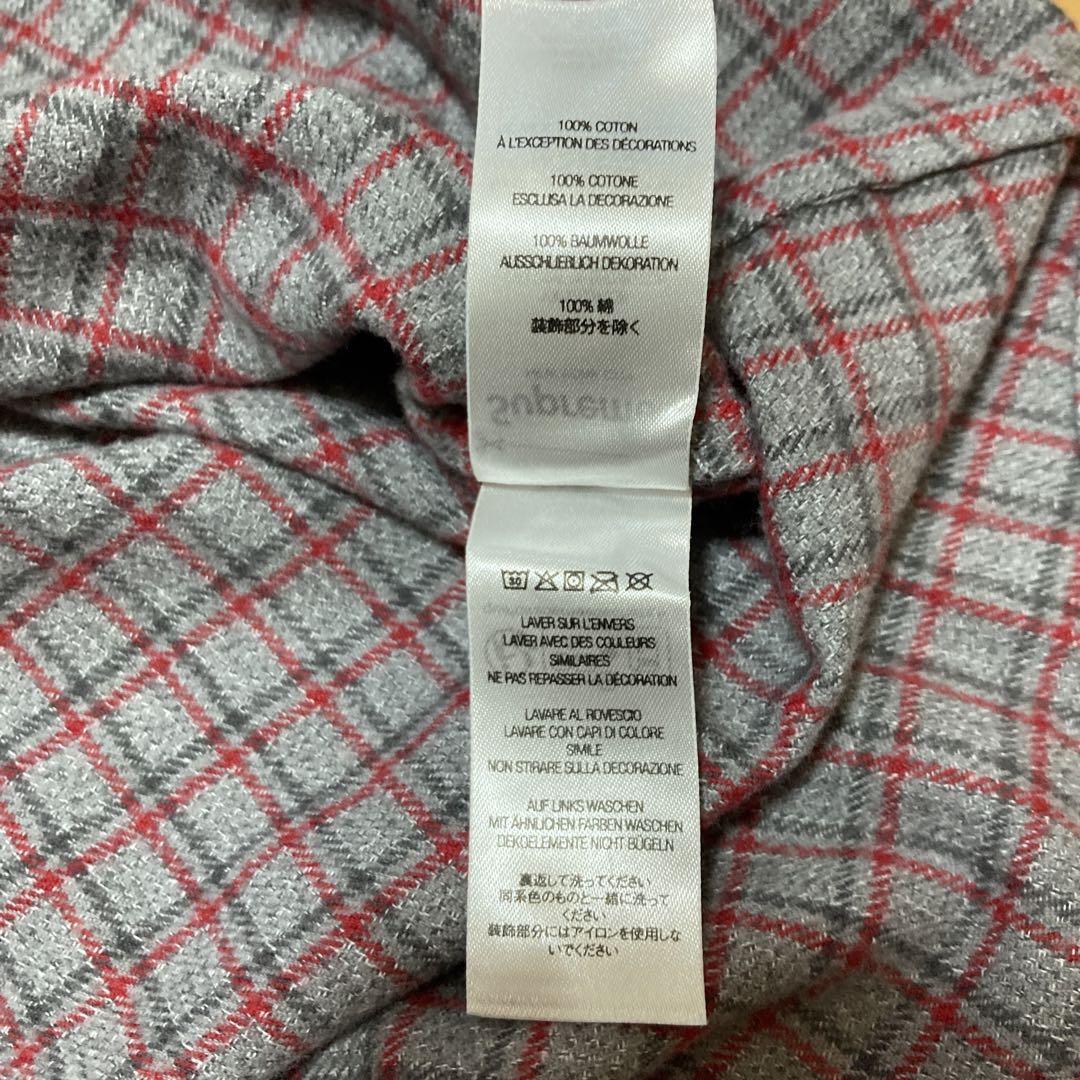 100% COTON
À L'EXCEPTION DES DÉCORATIONS
100% COTONE
ESCLUSA LA DECORAZIONE
100% BAUMWOLLE
AUSSCHLIEBLICH DEKORATION
100% 綿
装飾部分を除く
Supreme
30
LAVER SUR L'ENVERS
LAVER AVEC DES COULEURS
SIMILAIRES
NE PAS REPASSER LA DÉCORATION
LAVARE AL ROVESCIO
LAVARE CON CAPI DI COLORE
SIMILE
NON STIRARE SULLA DECORAZIONE
AUF LINKS WASCHEN
MIT ÄHNLICHEN FARBEN WASCHEN
DEKOELEMENTE NICHT BÜGELN
裏返して洗ってください
同系色のものと一緒に洗って
ください
装飾部分にはアイロンを使用しな
いでください